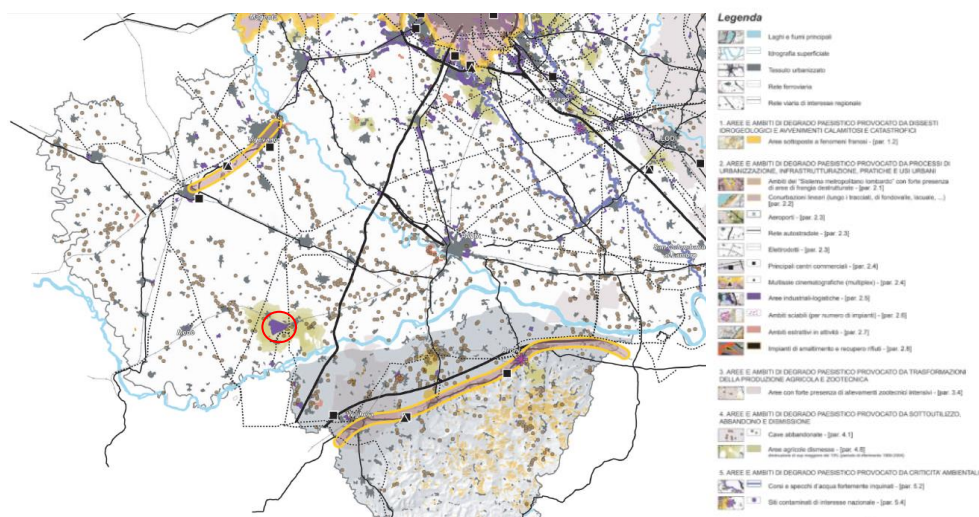 Legenda
Laghi e fiumi principali
Idrografia superficiale
Tessuto urbanizzato
Rete ferroviaria
Rete viaria di interesse regionale
1. AREE E AMBITI DI DEGRADO PAESISTICO PROVOCATO DA DISSESTI
IDROGEOLOGICI E AVVENIMENTI CALAMITOSI E CATASTROFICI
Aree sottoposte a fenomeni franosi - [par. 1.2]
2. AREE E AMBITI DI DEGRADO PAESISTICO PROVOCATO DA PROCESSI DI
URBANIZZAZIONE, INFRASTRUTTURAZIONE, PRATICHE E USI URBANI
Ambiti del "Sistema metropolitano lombardo" con forte presenza
di aree di frangia destrutturate - [par. 2.1]
Conurbazioni lineari (lungo i tracciati, di fondovalle, lacuale, ...)
[par. 2.2]
Aeroporti - [par. 2.3]
Rete autostradale - [par. 2.3]
Elettrodotti - [par. 2.3]
Principali centri commerciali - [par. 2.4]
Multisale cinematografiche (multiplex) - [par. 2.4]
Aree industriali-logistiche - [par. 2.5]
Ambiti sciabili (per numero di impianti) - [par. 2.6]
Ambiti estrattivi in attività - [par. 2.7]
Impianti di smaltimento e recupero rifiuti - [par. 2.8]
3. AREE E AMBITI DI DEGRADO PAESISTICO PROVOCATO DA TRASFORMAZIONI
DELLA PRODUZIONE AGRICOLA E ZOOTECNICA
Aree con forte presenza di allevamenti zootecnici intensivi - [par. 3.4]
4. AREE E AMBITI DI DEGRADO PAESISTICO PROVOCATO DA SOTTOUTILIZZO,
ABBANDONO E DISMISSIONE
Cave abbandonate - [par. 4.1]
Aree agricole dismesse - [par. 4.8]
5. AREE E AMBITI DI DEGRADO PAESISTICO PROVOCATO DA CRITICITA' AMBIENTALI
Corsi e specchi d'acqua fortemente inquinati - [par. 5.2]
Siti contaminati di interesse nazionale - [par. 5.4]